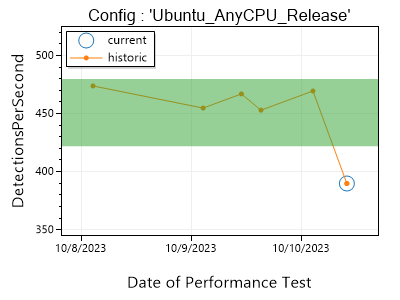 Config : 'Ubuntu_AnyCPU_Release'
current
historic
DetectionsPerSecond
500
450
400
350
10/8/2023
10/9/2023
10/10/2023
Date of Performance Test